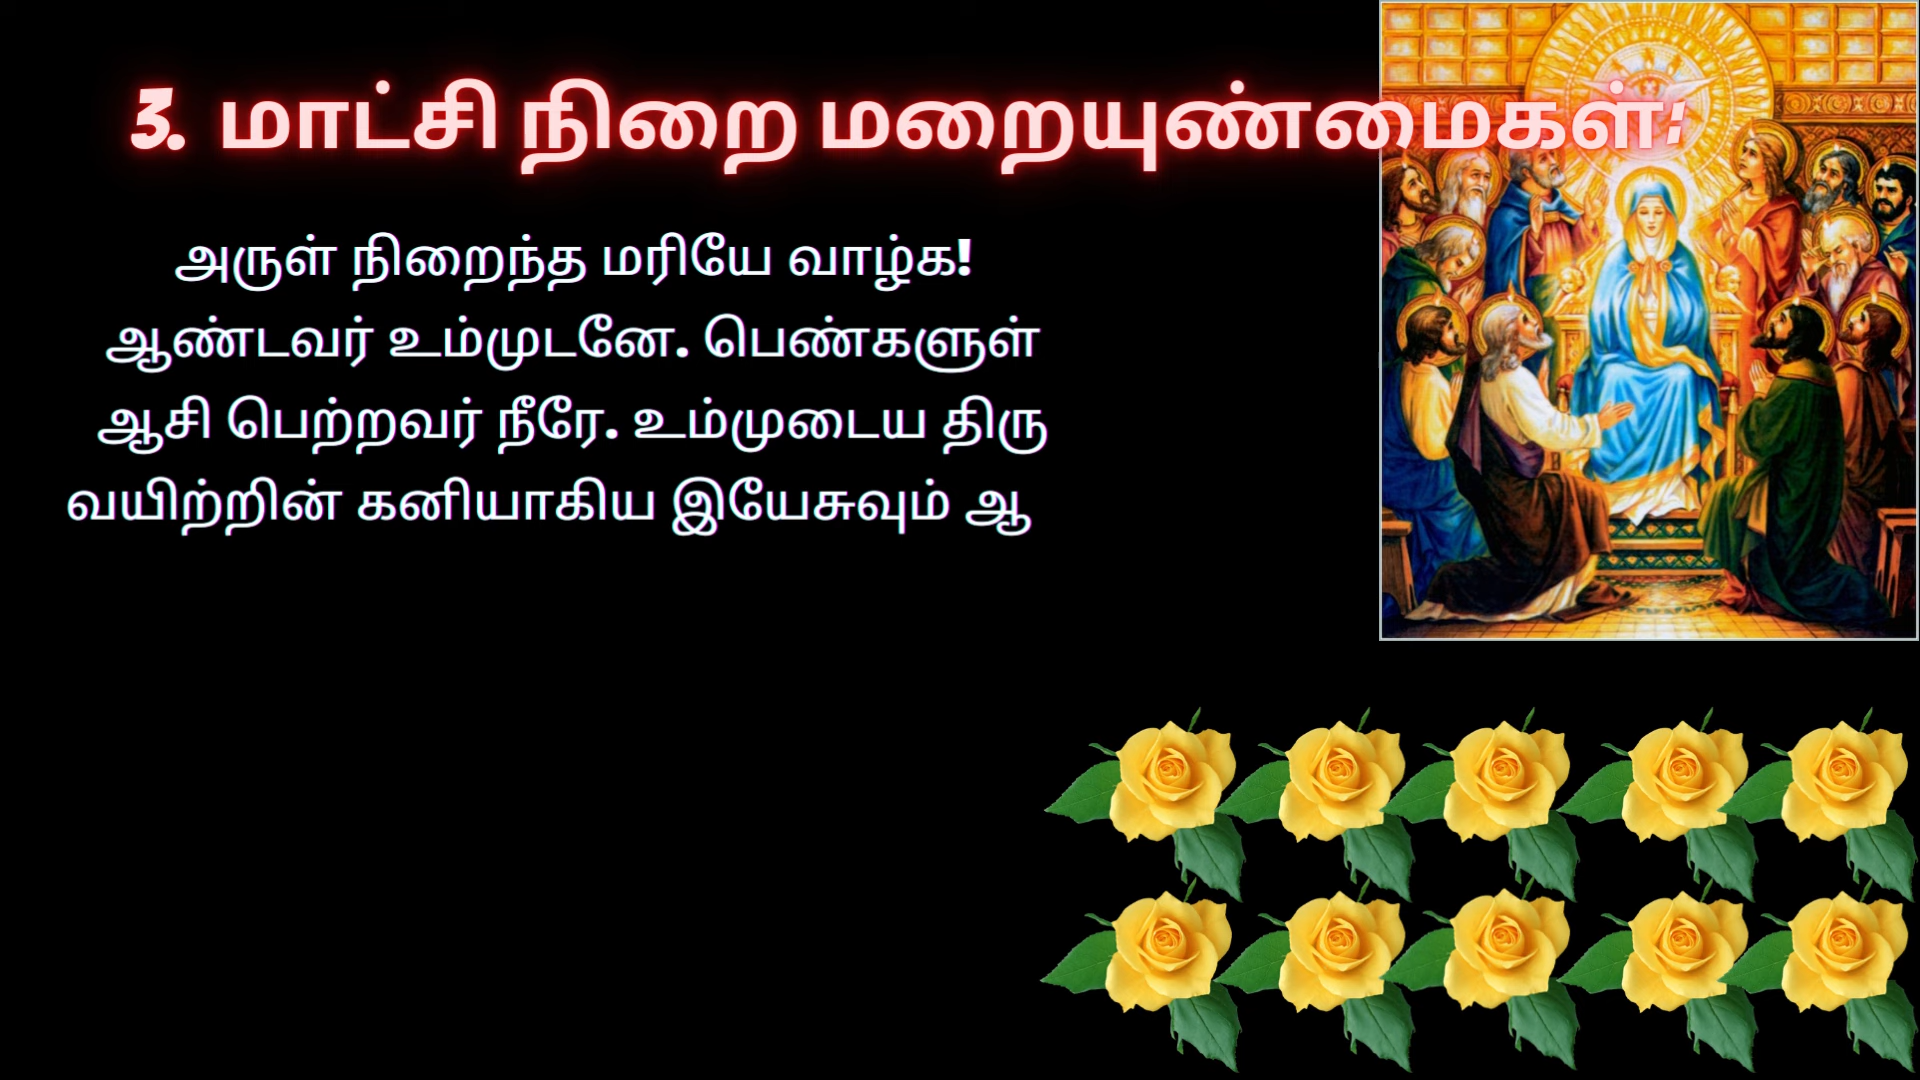 3. மாட்சி நிறை மறையுண்மைகள்:
அருள் நிறைந்த மரியே வாழ்க!
ஆண்டவர் உம்முடனே. பெண்களுள்
ஆசி பெற்றவர் நீரே. உம்முடைய திரு
வயிற்றின் கனியாகிய இயேசுவும் ஆ